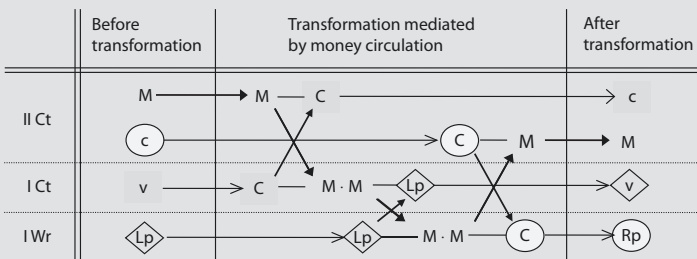 Before transformation
Transformation mediated by money circulation
After transformation
II Ct
M M C c
c C M M
I Ct
v C M · M Lp v
I Wr
Lp Lp M · M C Rp